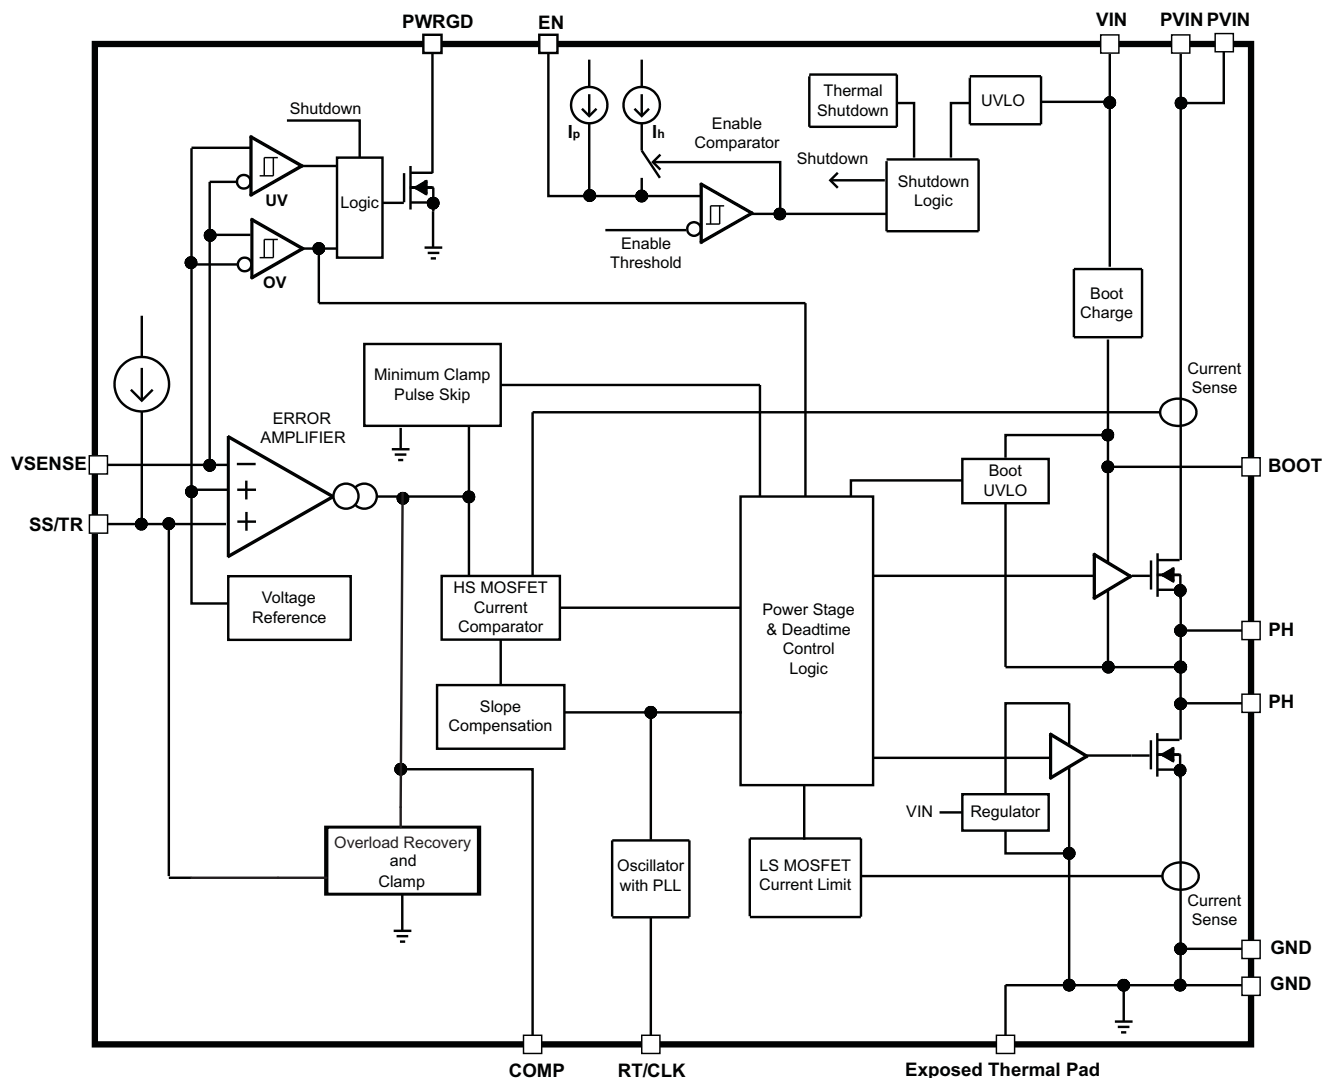 PWRGD
EN
VIN
PVIN
PVIN
Shutdown
Thermal
Shutdown
UVLO
Ip
Ih
Enable
Comparator
Shutdown
UV
Logic
Shutdown
Logic
Enable
Threshold
OV
Boot
Charge
Minimum Clamp
Pulse Skip
Current
Sense
ERROR
AMPLIFIER
VSENSE
−
+
SS/TR
+
Boot
UVLO
BOOT
Voltage
Reference
HS MOSFET
Current
Comparator
Power Stage
& Deadtime
Control
Logic
PH
PH
Slope
Compensation
VIN
Regulator
Overload Recovery
and
Clamp
Oscillator
with PLL
LS MOSFET
Current Limit
Current
Sense
GND
GND
COMP
RT/CLK
Exposed Thermal Pad